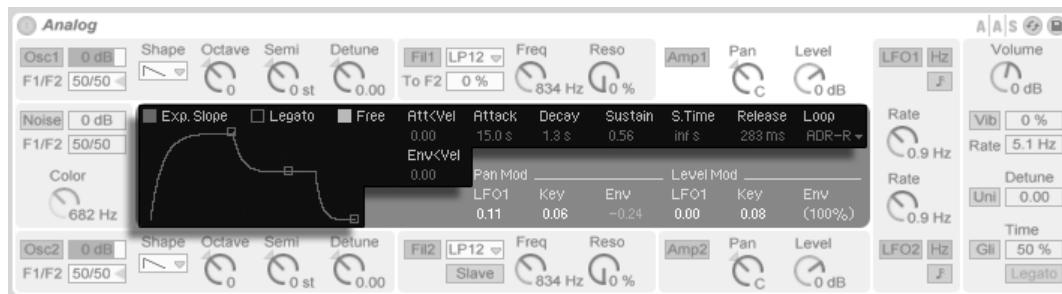 Analog A|A|S
Osc1 0 dB Shape Octave Semi Detune Fil1 LP12 Freq Reso Amp1 Pan Level LFO1 Hz Volume
F1/F2 50/50 0 0 st 0.00 To F2 0 % 834 Hz 0 % C 0 dB 0 dB
Noise 0 dB Exp. Slope Legato Free Att<Vel Attack Decay Sustain S.Time Release Loop Rate Vib 0 %
F1/F2 50/50 0.00 15.0 s 1.3 s 0.56 inf s 283 ms ADR-R 0.9 Hz Rate 5.1 Hz
Env<Vel
Color 0.00 Pan Mod Level Mod Rate Detune
LFO1 Key Env LFO1 Key Env Uni 0.00
682 Hz 0.11 0.06 -0.24 0.00 0.08 (100%) 0.9 Hz
Time
Osc2 0 dB Shape Octave Semi Detune Fil2 LP12 Freq Reso Amp2 Pan Level LFO2 Hz Gli 50 %
F1/F2 50/50 0 0 st 0.00 Slave 834 Hz 0 % C 0 dB Legato